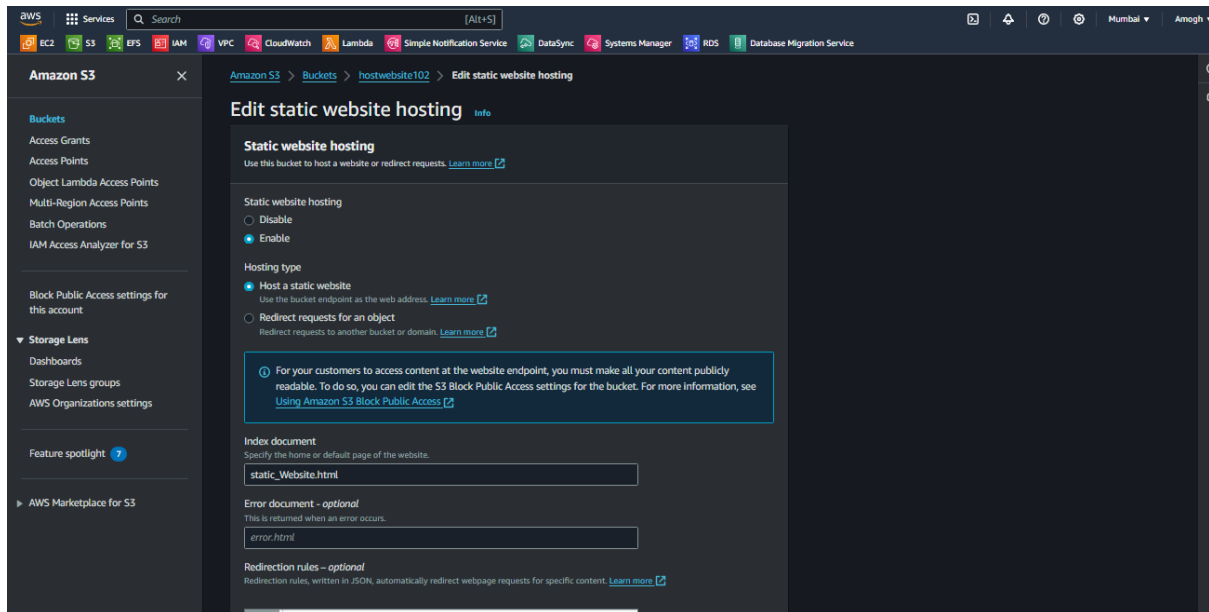 aws
Services
Search
[Alt+S]
Mumbai
Amogh
EC2
S3
EFS
IAM
VPC
CloudWatch
Lambda
Simple Notification Service
DataSync
Systems Manager
RDS
Database Migration Service
Amazon S3
Buckets
Access Grants
Access Points
Object Lambda Access Points
Multi-Region Access Points
Batch Operations
IAM Access Analyzer for S3
Block Public Access settings for
this account
Storage Lens
Dashboards
Storage Lens groups
AWS Organizations settings
Feature spotlight 7
AWS Marketplace for S3
Amazon S3 > Buckets > hostwebsite102 > Edit static website hosting
Edit static website hosting Info
Static website hosting
Use this bucket to host a website or redirect requests. Learn more
Static website hosting
Disable
Enable
Hosting type
Host a static website
Use the bucket endpoint as the web address. Learn more
Redirect requests for an object
Redirect requests to another bucket or domain. Learn more
For your customers to access content at the website endpoint, you must make all your content publicly
readable. To do so, you can edit the S3 Block Public Access settings for the bucket. For more information, see
Using Amazon S3 Block Public Access
Index document
Specify the home or default page of the website.
static_Website.html
Error document - optional
This is returned when an error occurs.
error.html
Redirection rules – optional
Redirection rules, written in JSON, automatically redirect webpage requests for specific content. Learn more